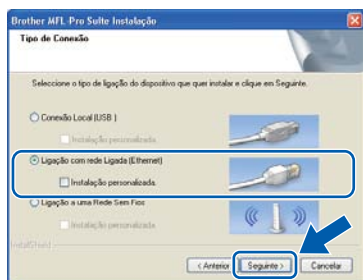 Brother MFL-Pro Suite Instalação
Tipo de Conexão
Seleccione o tipo de ligação do dispositivo que quer instalar e clique em Seguinte.
Conexão Local (USB )
Instalação personalizada.
Ligação com rede Ligada (Ethernet)
Instalação personalizada.
Ligação a uma Rede Sem Fios
Instalação personalizada.
InstallShield
< Anterior
Seguinte >
Cancelar